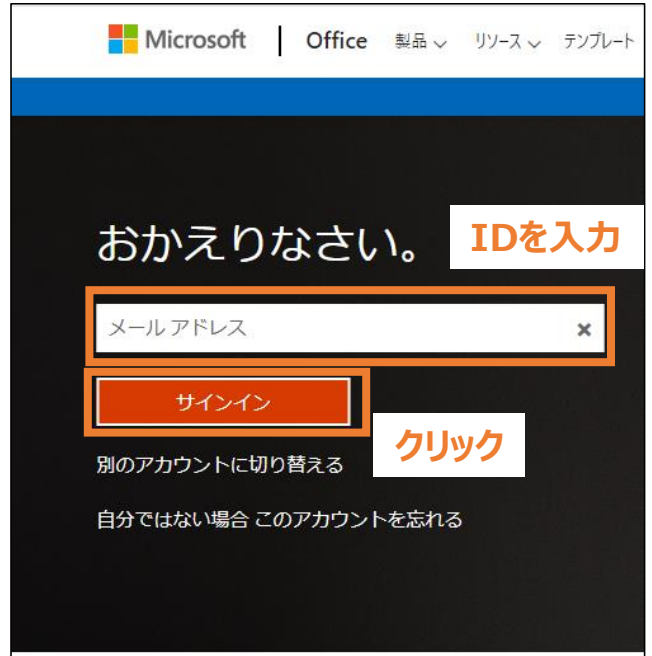 Microsoft | Office 製品 リソース テンプレート
おかえりなさい。
IDを入力
メール アドレス
サインイン
クリック
別のアカウントに切り替える
自分ではない場合 このアカウントを忘れる